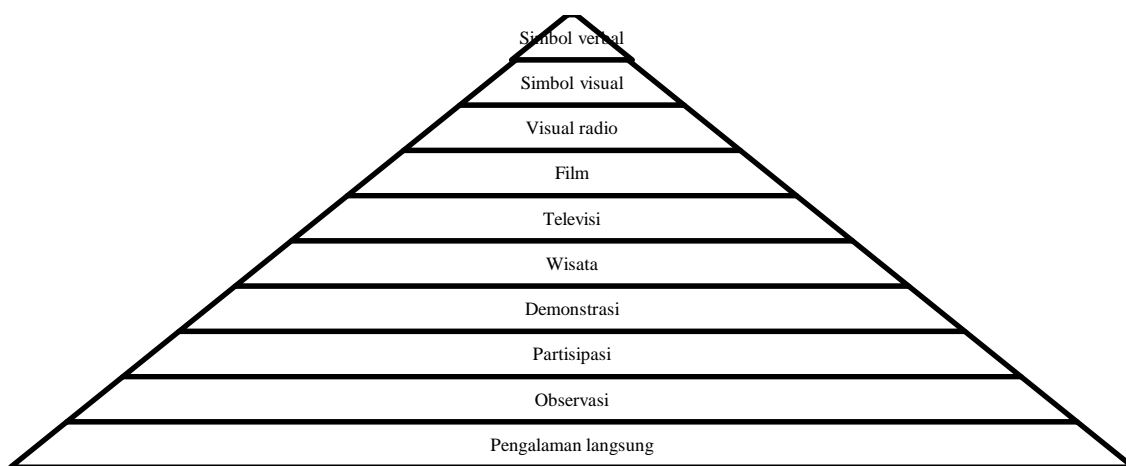 Simbol verbal
Simbol visual
Visual radio
Film
Televisi
Wisata
Demonstrasi
Partisipasi
Observasi
Pengalaman langsung